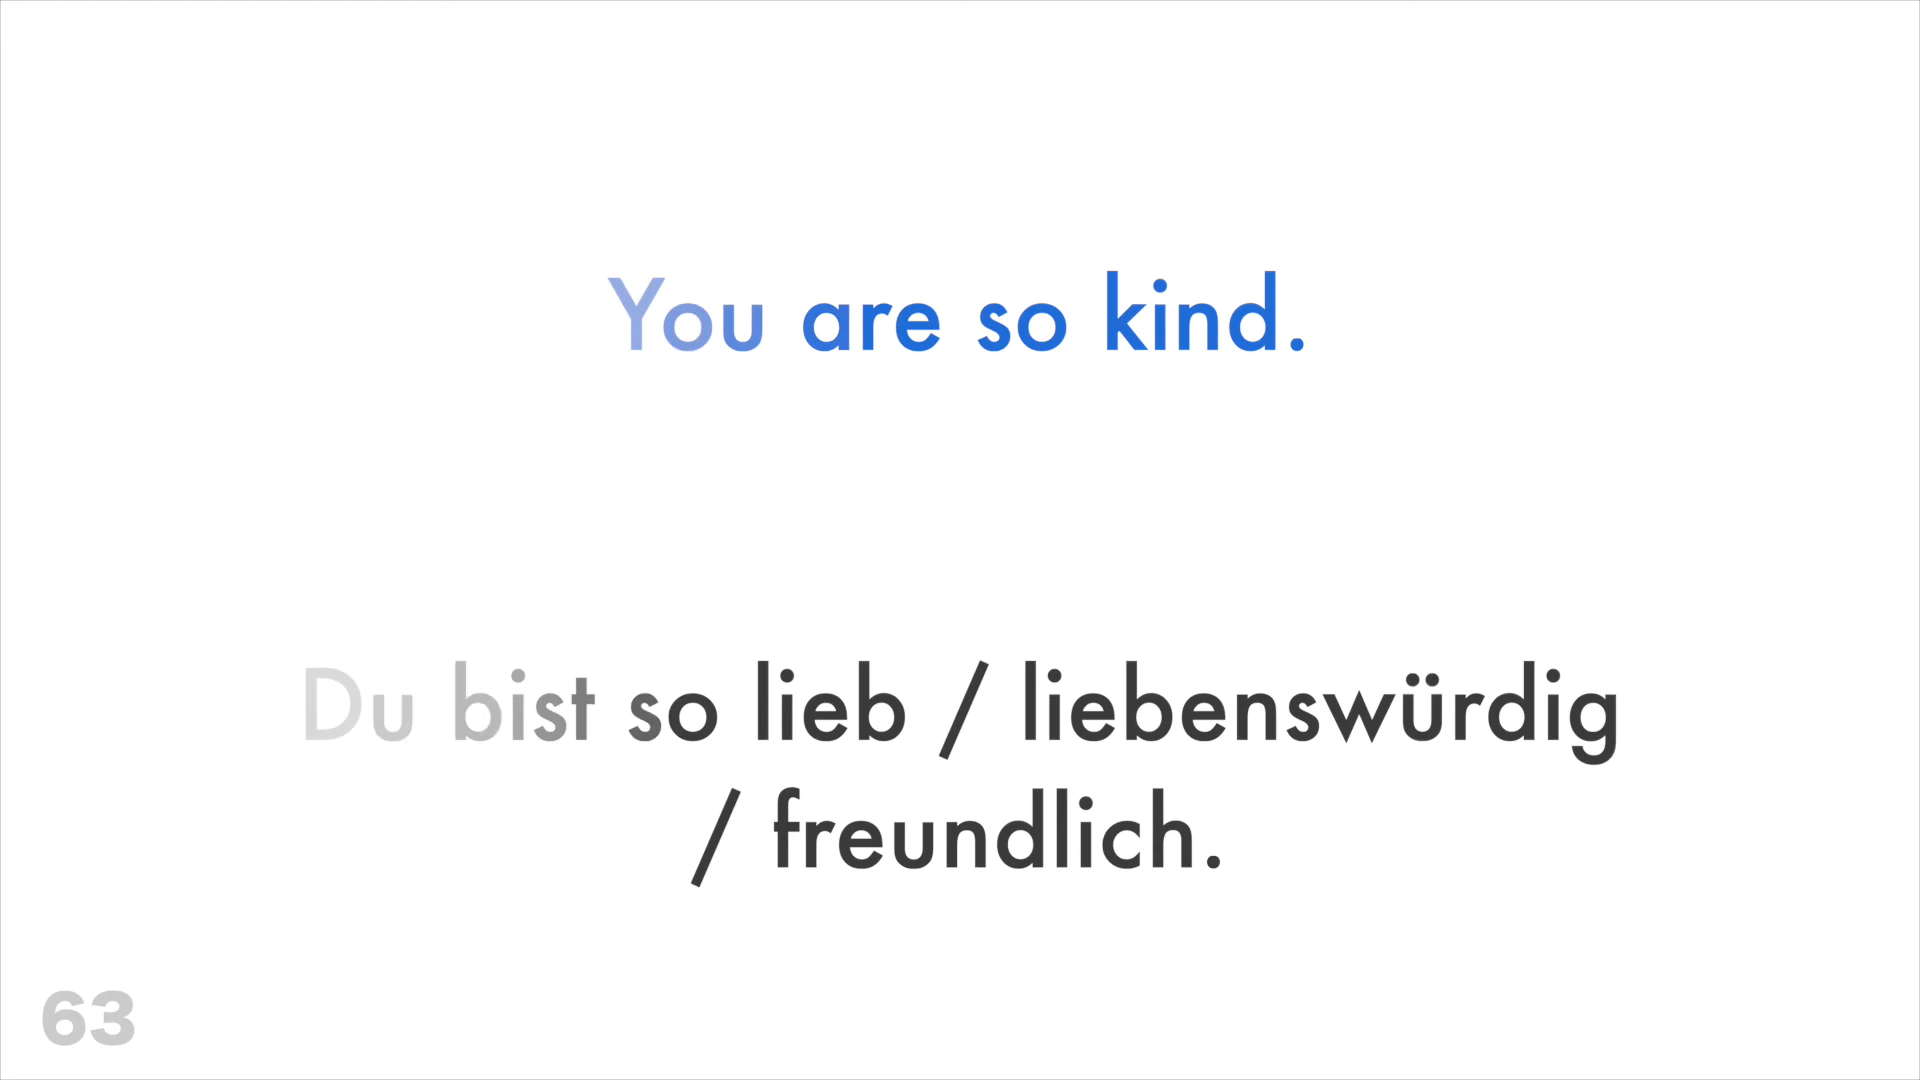 You are so kind.
Du bist so lieb / liebenswürdig
/ freundlich.
63